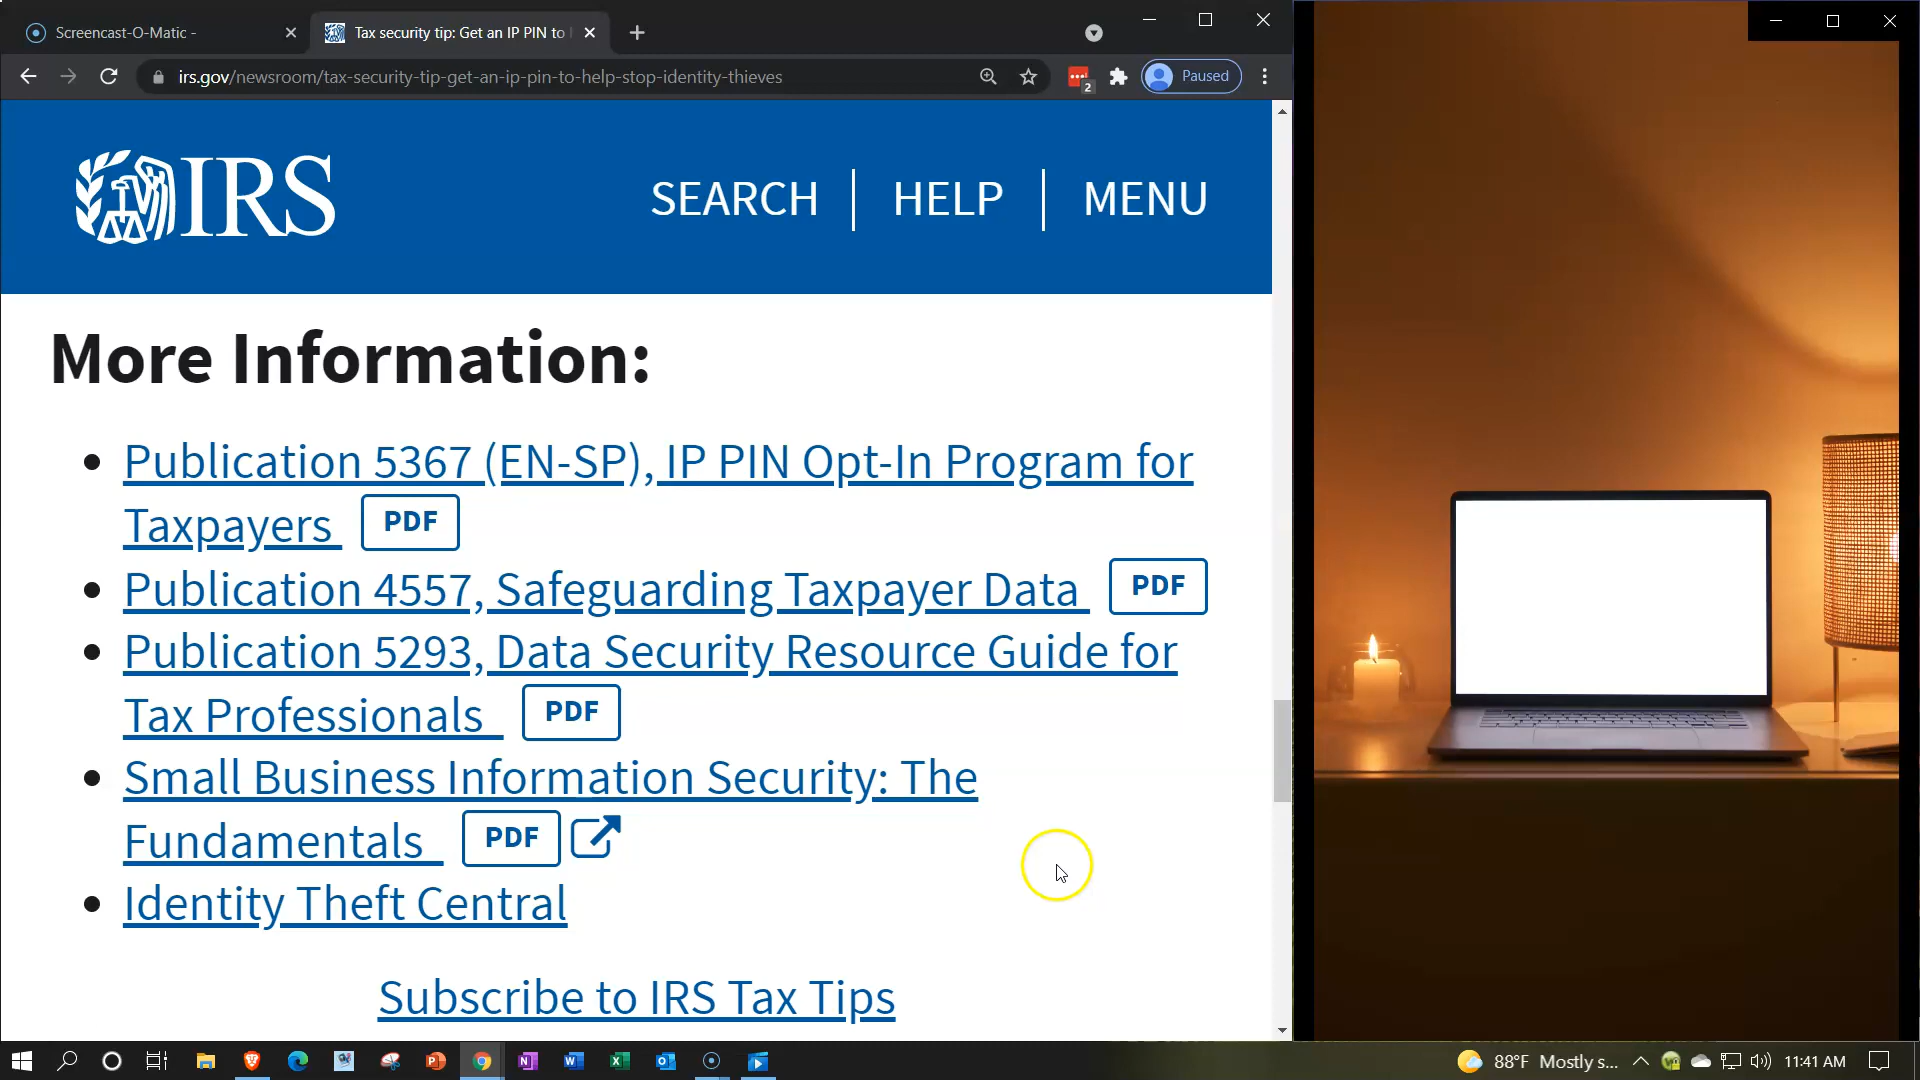 Screencast-O-Matic -
Tax security tip: Get an IP PIN to
irs.gov/newsroom/tax-security-tip-get-an-ip-pin-to-help-stop-identity-thieves
2
Paused
IRS
SEARCH
HELP
MENU
More Information:
Publication 5367 (EN-SP), IP PIN Opt-In Program for
Taxpayers PDF
Publication 4557, Safeguarding Taxpayer Data PDF
Publication 5293, Data Security Resource Guide for
Tax Professionals PDF
Small Business Information Security: The
Fundamentals PDF
Identity Theft Central
Subscribe to IRS Tax Tips
88°F Mostly s...
11:41 AM